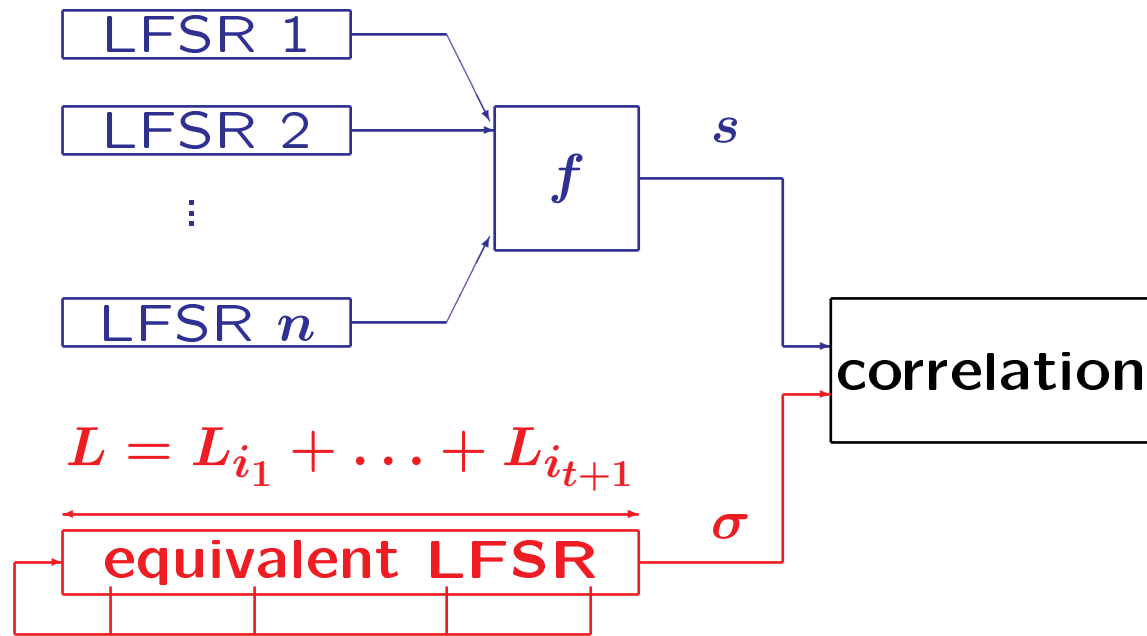 LFSR 1
LFSR 2
⋮
LFSR n
f
s
correlation
L = L_{i_1} + ... + L_{i_{t+1}}
σ
equivalent LFSR